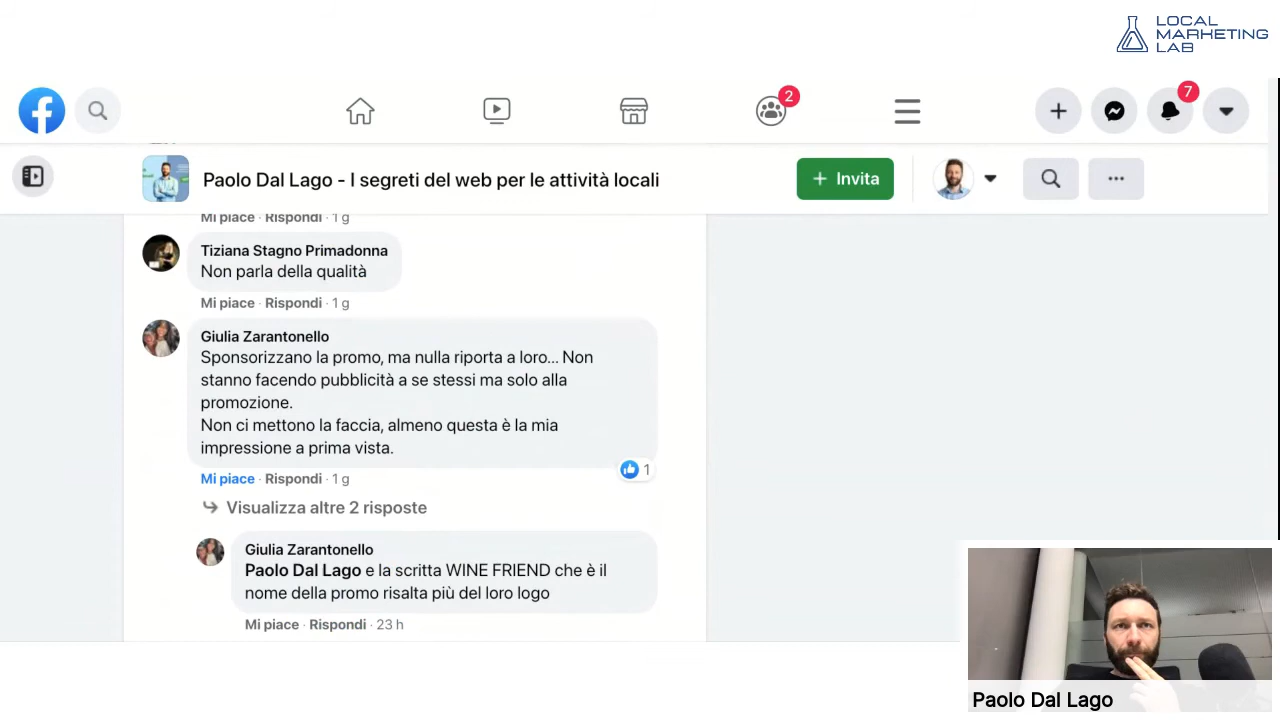 LOCAL
MARKETING
LAB
2
7
Paolo Dal Lago - I segreti del web per le attività locali
+ Invita
Mi piace · Rispondi · 1 g
Tiziana Stagno Primadonna
Non parla della qualità
Mi piace · Rispondi · 1 g
Giulia Zarantonello
Sponsorizzano la promo, ma nulla riporta a loro... Non
stanno facendo pubblicità a se stessi ma solo alla
promozione.
Non ci mettono la faccia, almeno questa è la mia
impressione a prima vista.
1
Mi piace · Rispondi · 1 g
Visualizza altre 2 risposte
Giulia Zarantonello
Paolo Dal Lago e la scritta WINE FRIEND che è il
nome della promo risalta più del loro logo
Mi piace · Rispondi · 23 h
Paolo Dal Lago